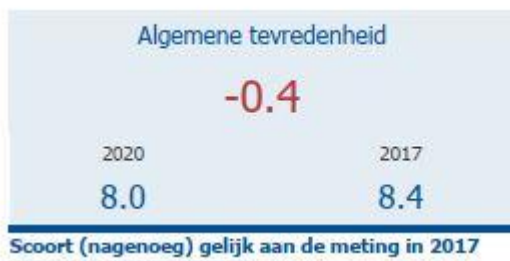 Algemene tevredenheid
-0.4
2020 2017
8.0 8.4
Scoort (nagenoeg) gelijk aan de meting in 2017